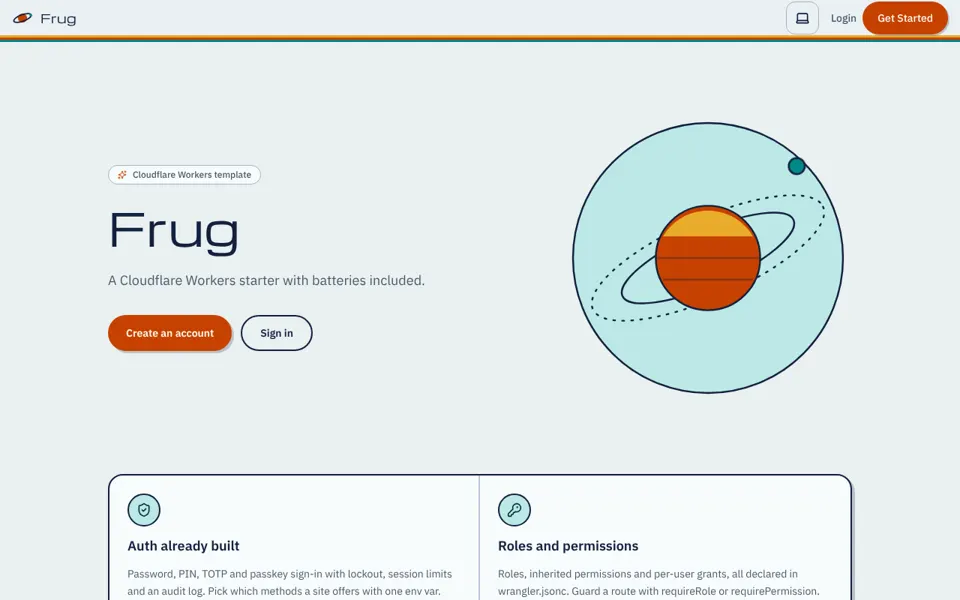 Frug
Login
Get Started
Cloudflare Workers template
Frug
A Cloudflare Workers starter with batteries included.
Create an account
Sign in
Auth already built
Password, PIN, TOTP and passkey sign-in with lockout, session limits
and an audit log. Pick which methods a site offers with one env var.
Roles and permissions
Roles, inherited permissions and per-user grants, all declared in
wrangler.jsonc. Guard a route with requireRole or requirePermission.